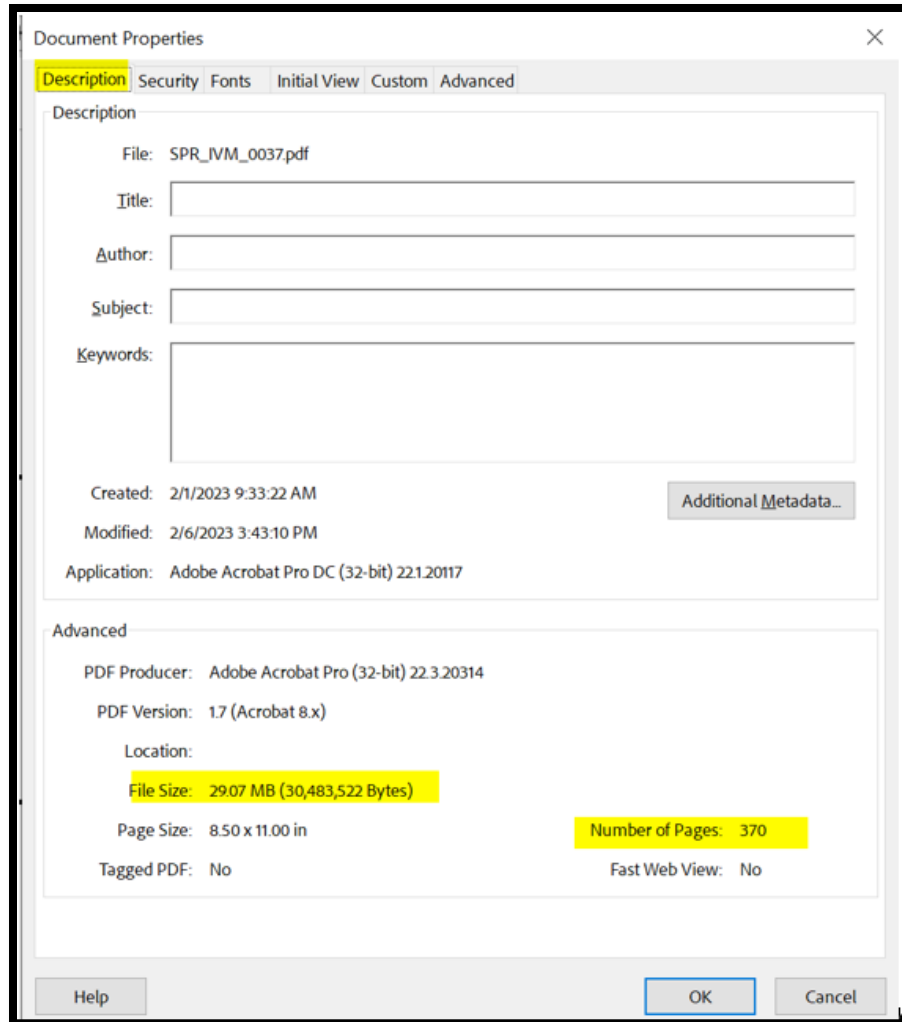 Document Properties
Description Security Fonts Initial View Custom Advanced
Description
File: SPR_IVM_0037.pdf
Title:
Author:
Subject:
Keywords:
Created: 2/1/2023 9:33:22 AM
Additional Metadata...
Modified: 2/6/2023 3:43:10 PM
Application: Adobe Acrobat Pro DC (32-bit) 22.1.20117
Advanced
PDF Producer: Adobe Acrobat Pro (32-bit) 22.3.20314
PDF Version: 1.7 (Acrobat 8.x)
Location:
File Size: 29.07 MB (30,483,522 Bytes)
Page Size: 8.50 x 11.00 in Number of Pages: 370
Tagged PDF: No Fast Web View: No
Help OK Cancel